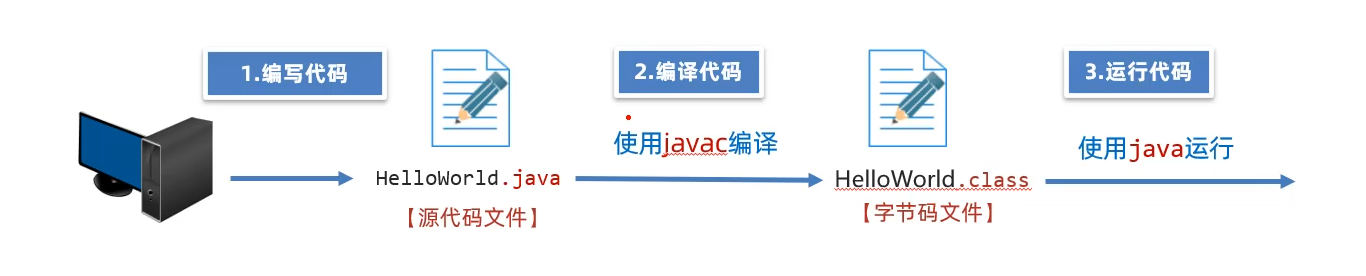 1.编写代码
2.编译代码
3.运行代码
使用javac编译
使用java运行
HelloWorld.java
HelloWorld.class
【源代码文件】
【字节码文件】